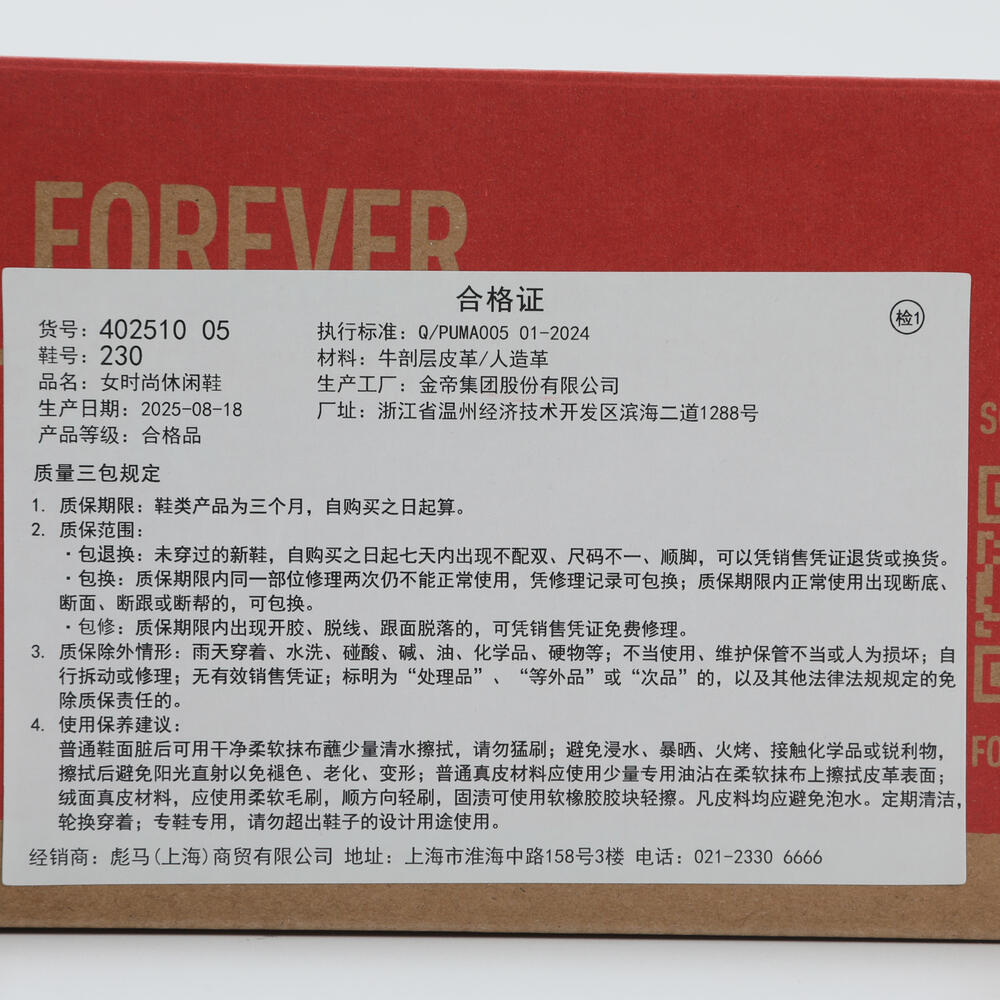 FOREVER
合格证
检1
货号：402510 05
鞋号：230
品名：女时尚休闲鞋
生产日期：2025-08-18
产品等级：合格品
执行标准：Q/PUMA005 01-2024
材料：牛剖层皮革/人造革
生产工厂：金帝集团股份有限公司
厂址：浙江省温州经济技术开发区滨海二道1288号
质量三包规定
1. 质保期限：鞋类产品为三个月，自购买之日起算。
2. 质保范围：
·包退换：未穿过的新鞋，自购买之日起七天内出现不配双、尺码不一、顺脚，可以凭销售凭证退货或换货。
·包换：质保期限内同一部位修理两次仍不能正常使用，凭修理记录可包换；质保期限内正常使用出现断底、
断面、断跟或断帮的，可包换。
·包修：质保期限内出现开胶、脱线、跟面脱落的，可凭销售凭证免费修理。
3. 质保除外情形：雨天穿着、水洗、碰酸、碱、油、化学品、硬物等；不当使用、维护保管不当或人为损坏；自
行拆动或修理；无有效销售凭证；标明为“处理品”、“等外品”或“次品”的，以及其他法律法规规定的免
除质保责任的。
4. 使用保养建议：
普通鞋面脏后可用干净柔软抹布蘸少量清水擦拭，请勿猛刷；避免浸水、暴晒、火烤、接触化学品或锐利物，
擦拭后避免阳光直射以免褪色、老化、变形；普通真皮材料应使用少量专用油沾在柔软抹布上擦拭皮革表面；
绒面真皮材料，应使用柔软毛刷，顺方向轻刷，固渍可使用软橡胶胶块轻擦。凡皮料均应避免泡水。定期清洁，
轮换穿着；专鞋专用，请勿超出鞋子的设计用途使用。
经销商：彪马(上海)商贸有限公司 地址：上海市淮海中路158号3楼 电话：021-2330 6666